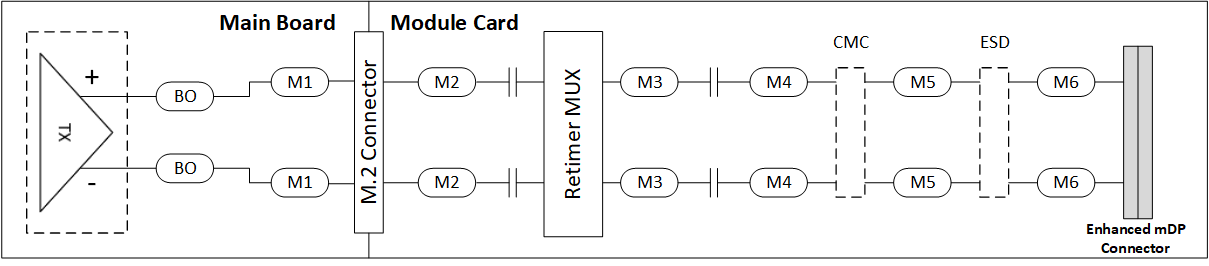 Main Board
Module Card
CMC
ESD
TX
+
-
BO
M1
M.2 Connector
M2
Retimer MUX
M3
M4
M5
M6
BO
M1
M2
M3
M4
M5
M6
Enhanced mDP
Connector